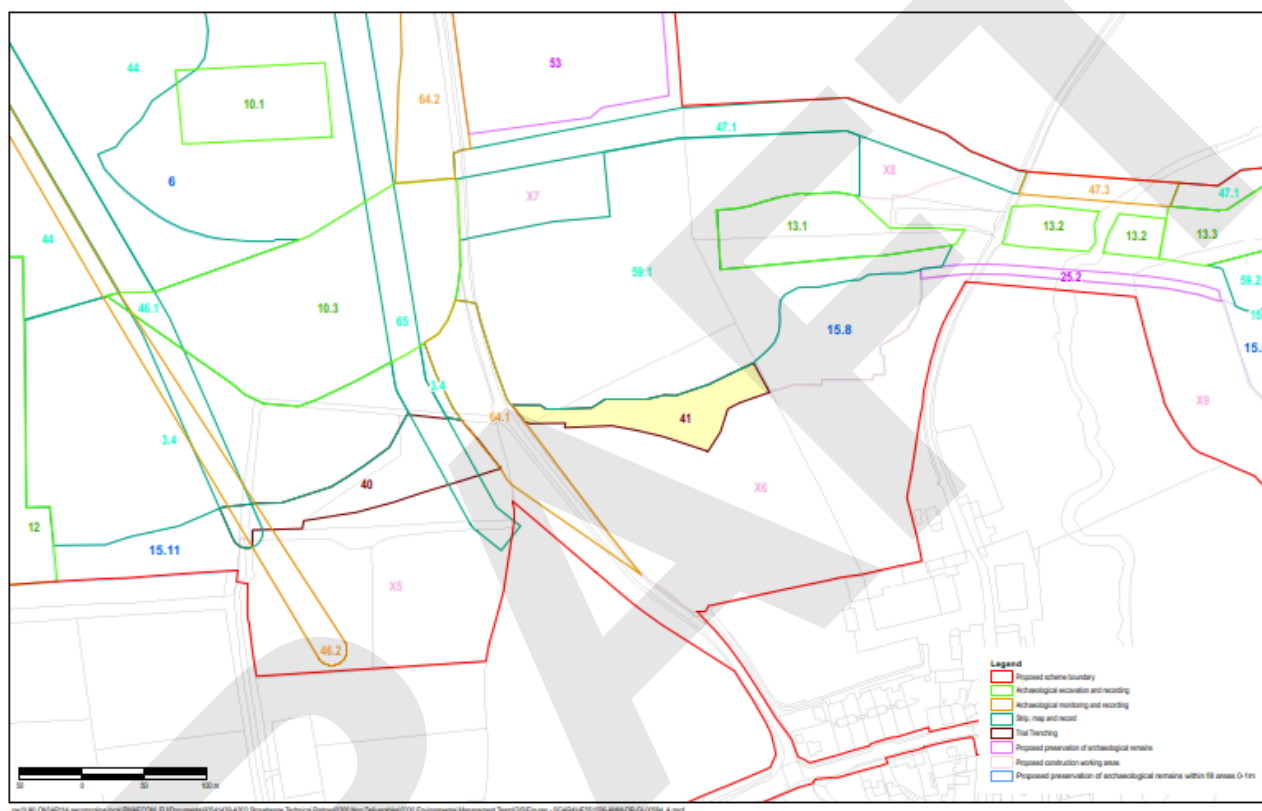 44
53
10.1
64.2
47.1
6
X7
X8
47.3
47.1
13.1
13.2
13.2
13.3
44
59.1
25.2
59.2
46.1
10.3
65
15.8
15
15.
3.4
64.1
41
X9
3.4
40
X6
12
15.11
X5
46.2
Legend
Proposed scheme boundary
Archaeological excavation and recording
Archaeological monitoring and recording
Strip, map and record
Trial Trenching
Proposed preservation of archaeological remains
Proposed construction working areas
Proposed preservation of archaeological remains within fill areas 0-1m
50 0 50 100 m
DRAFT